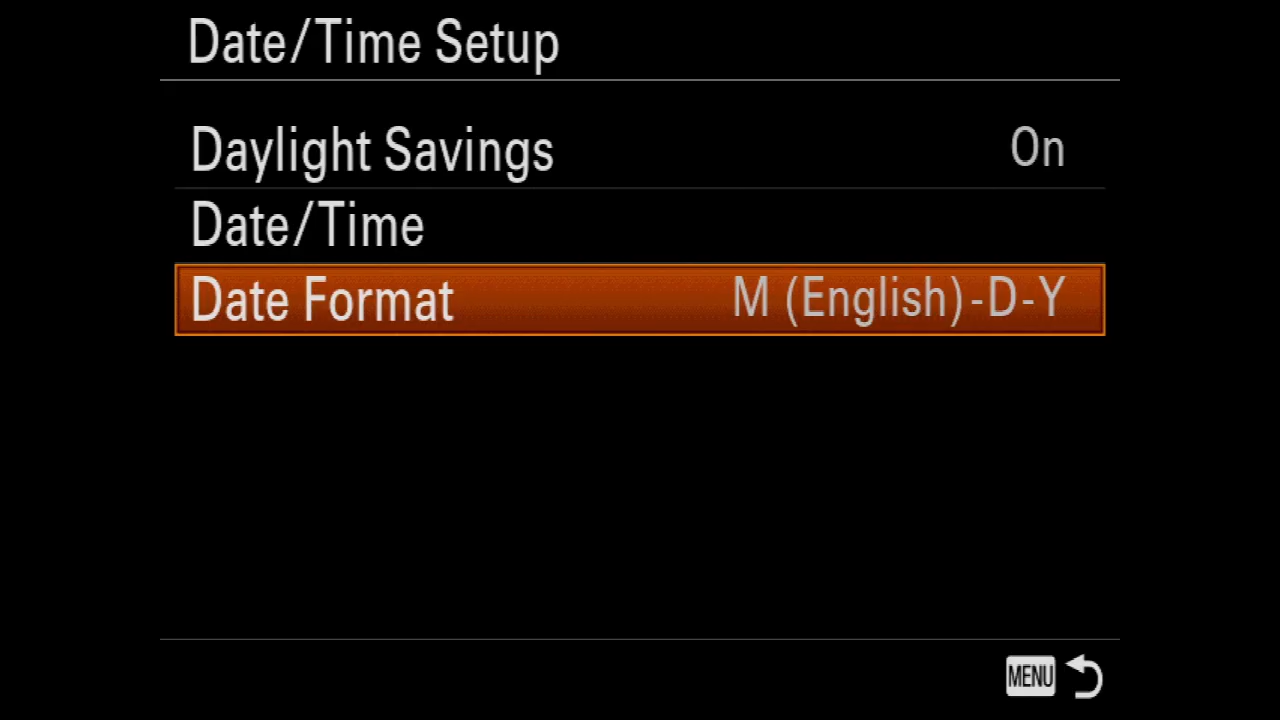 Date/Time Setup
Daylight Savings On
Date/Time
Date Format M (English)-D-Y
MENU